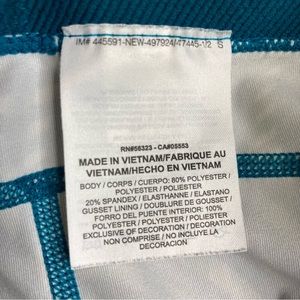 IM# 445591-NEW-497924/47445-1/2 S
RN#56323 - CA#05553
MADE IN VIETNAM/FABRIQUE AU
VIETNAM/HECHO EN VIETNAM
BODY / CORPS / CUERPO: 80% POLYESTER /
POLYESTER / POLIESTER
20% SPANDEX / ELASTHANNE / ELASTANO
GUSSET LINING / DOUBLURE DE GOUSSET /
FORRO DEL PUENTE INTERIOR: 100%
POLYESTER / POLYESTER / POLIESTER
EXCLUSIVE OF DECORATION / DECORATION
NON COMPRISE / NO INCLUYE LA
DECORACION